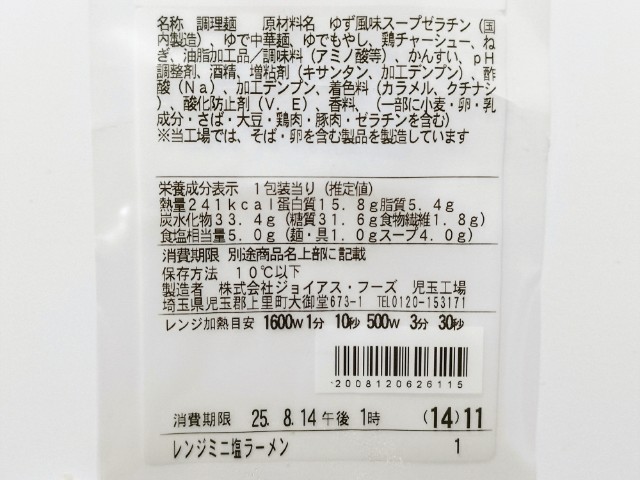 名称 調理麺 原材料名 ゆず風味スープゼラチン（国
内製造）、ゆで中華麺、ゆでもやし、鶏チャーシュー、ね
ぎ、油脂加工品／調味料（アミノ酸等）、かんすい、pH
調整剤、酒精、増粘剤（キサンタン、加工デンプン）、酢
酸（Na）、加工デンプン、着色料（カラメル、クチナシ
）、酸化防止剤（V．E）、香料、（一部に小麦・卵・乳
成分・さば・大豆・鶏肉・豚肉・ゼラチンを含む）
※当工場では、そば・卵を含む製品を製造しています
栄養成分表示 1包装当り（推定値）
熱量241kcal蛋白質15．8g脂質5．4g
炭水化物33．4g（糖質31．6g食物繊維1．8g）
食塩相当量5．0g（麺・具1．0gスープ4．0g）
消費期限 別途商品名上部に記載
保存方法 10℃以下
製造者 株式会社ジョイアス・フーズ 児玉工場
埼玉県児玉郡上里町大御堂673-1 TEL0120-153171
レンジ加熱目安 1600W 1分 10秒 500W 3分 30秒
2008120626115
消費期限 25. 8.14 午後 1時 (14) 11
レンジミニ塩ラーメン 1